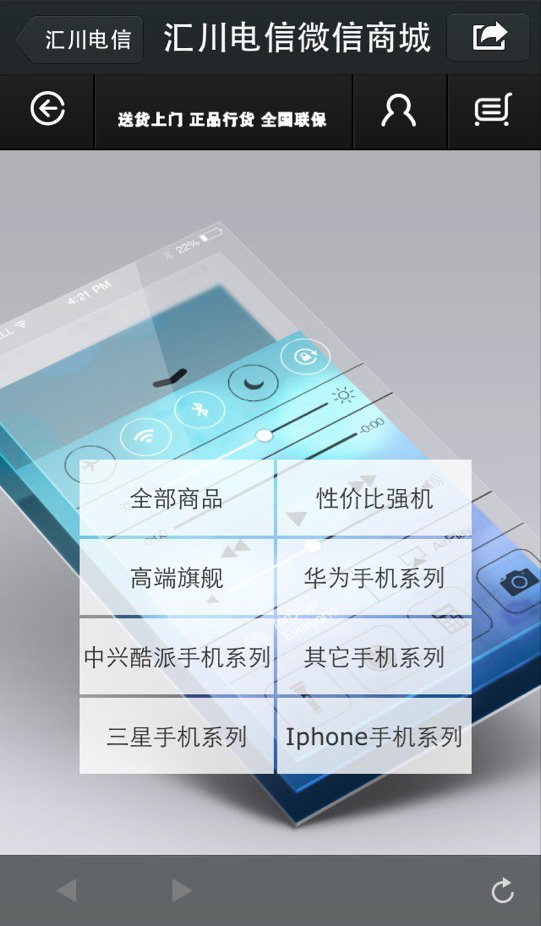 汇川电信
汇川电信微信商城
送货上门 正品行货 全国联保
22%
4:21 PM
-0:00
全部商品
性价比强机
高端旗舰
华为手机系列
中兴酷派手机系列
其它手机系列
三星手机系列
Iphone手机系列